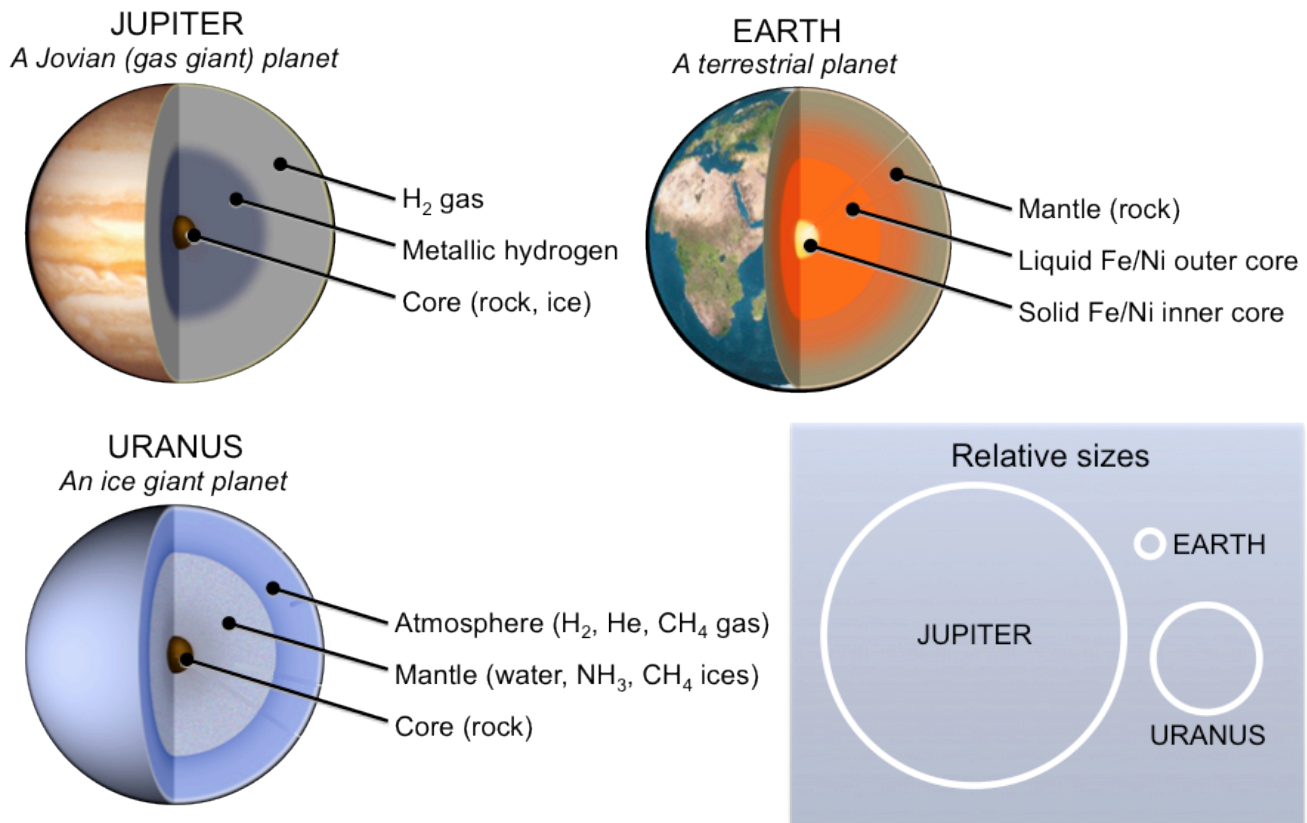 JUPITER
A Jovian (gas giant) planet
H₂ gas
Metallic hydrogen
Core (rock, ice)
EARTH
A terrestrial planet
Mantle (rock)
Liquid Fe/Ni outer core
Solid Fe/Ni inner core
URANUS
An ice giant planet
Atmosphere (H₂, He, CH₄ gas)
Mantle (water, NH₃, CH₄ ices)
Core (rock)
Relative sizes
EARTH
JUPITER
URANUS